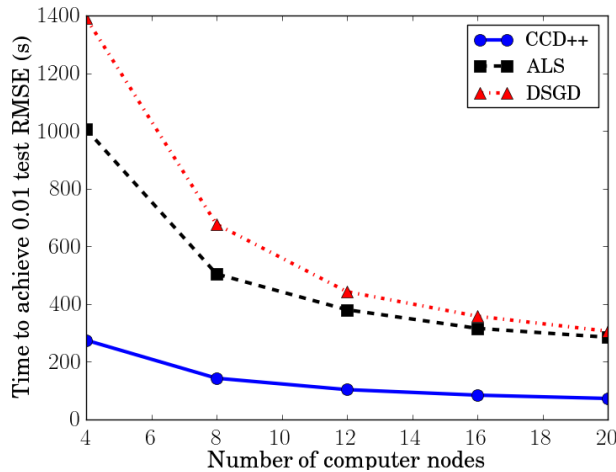 1400
1200
1000
800
600
400
200
0
Time to achieve 0.01 test RMSE (s)
CCD++
ALS
DSGD
4 6 8 10 12 14 16 18 20
Number of computer nodes